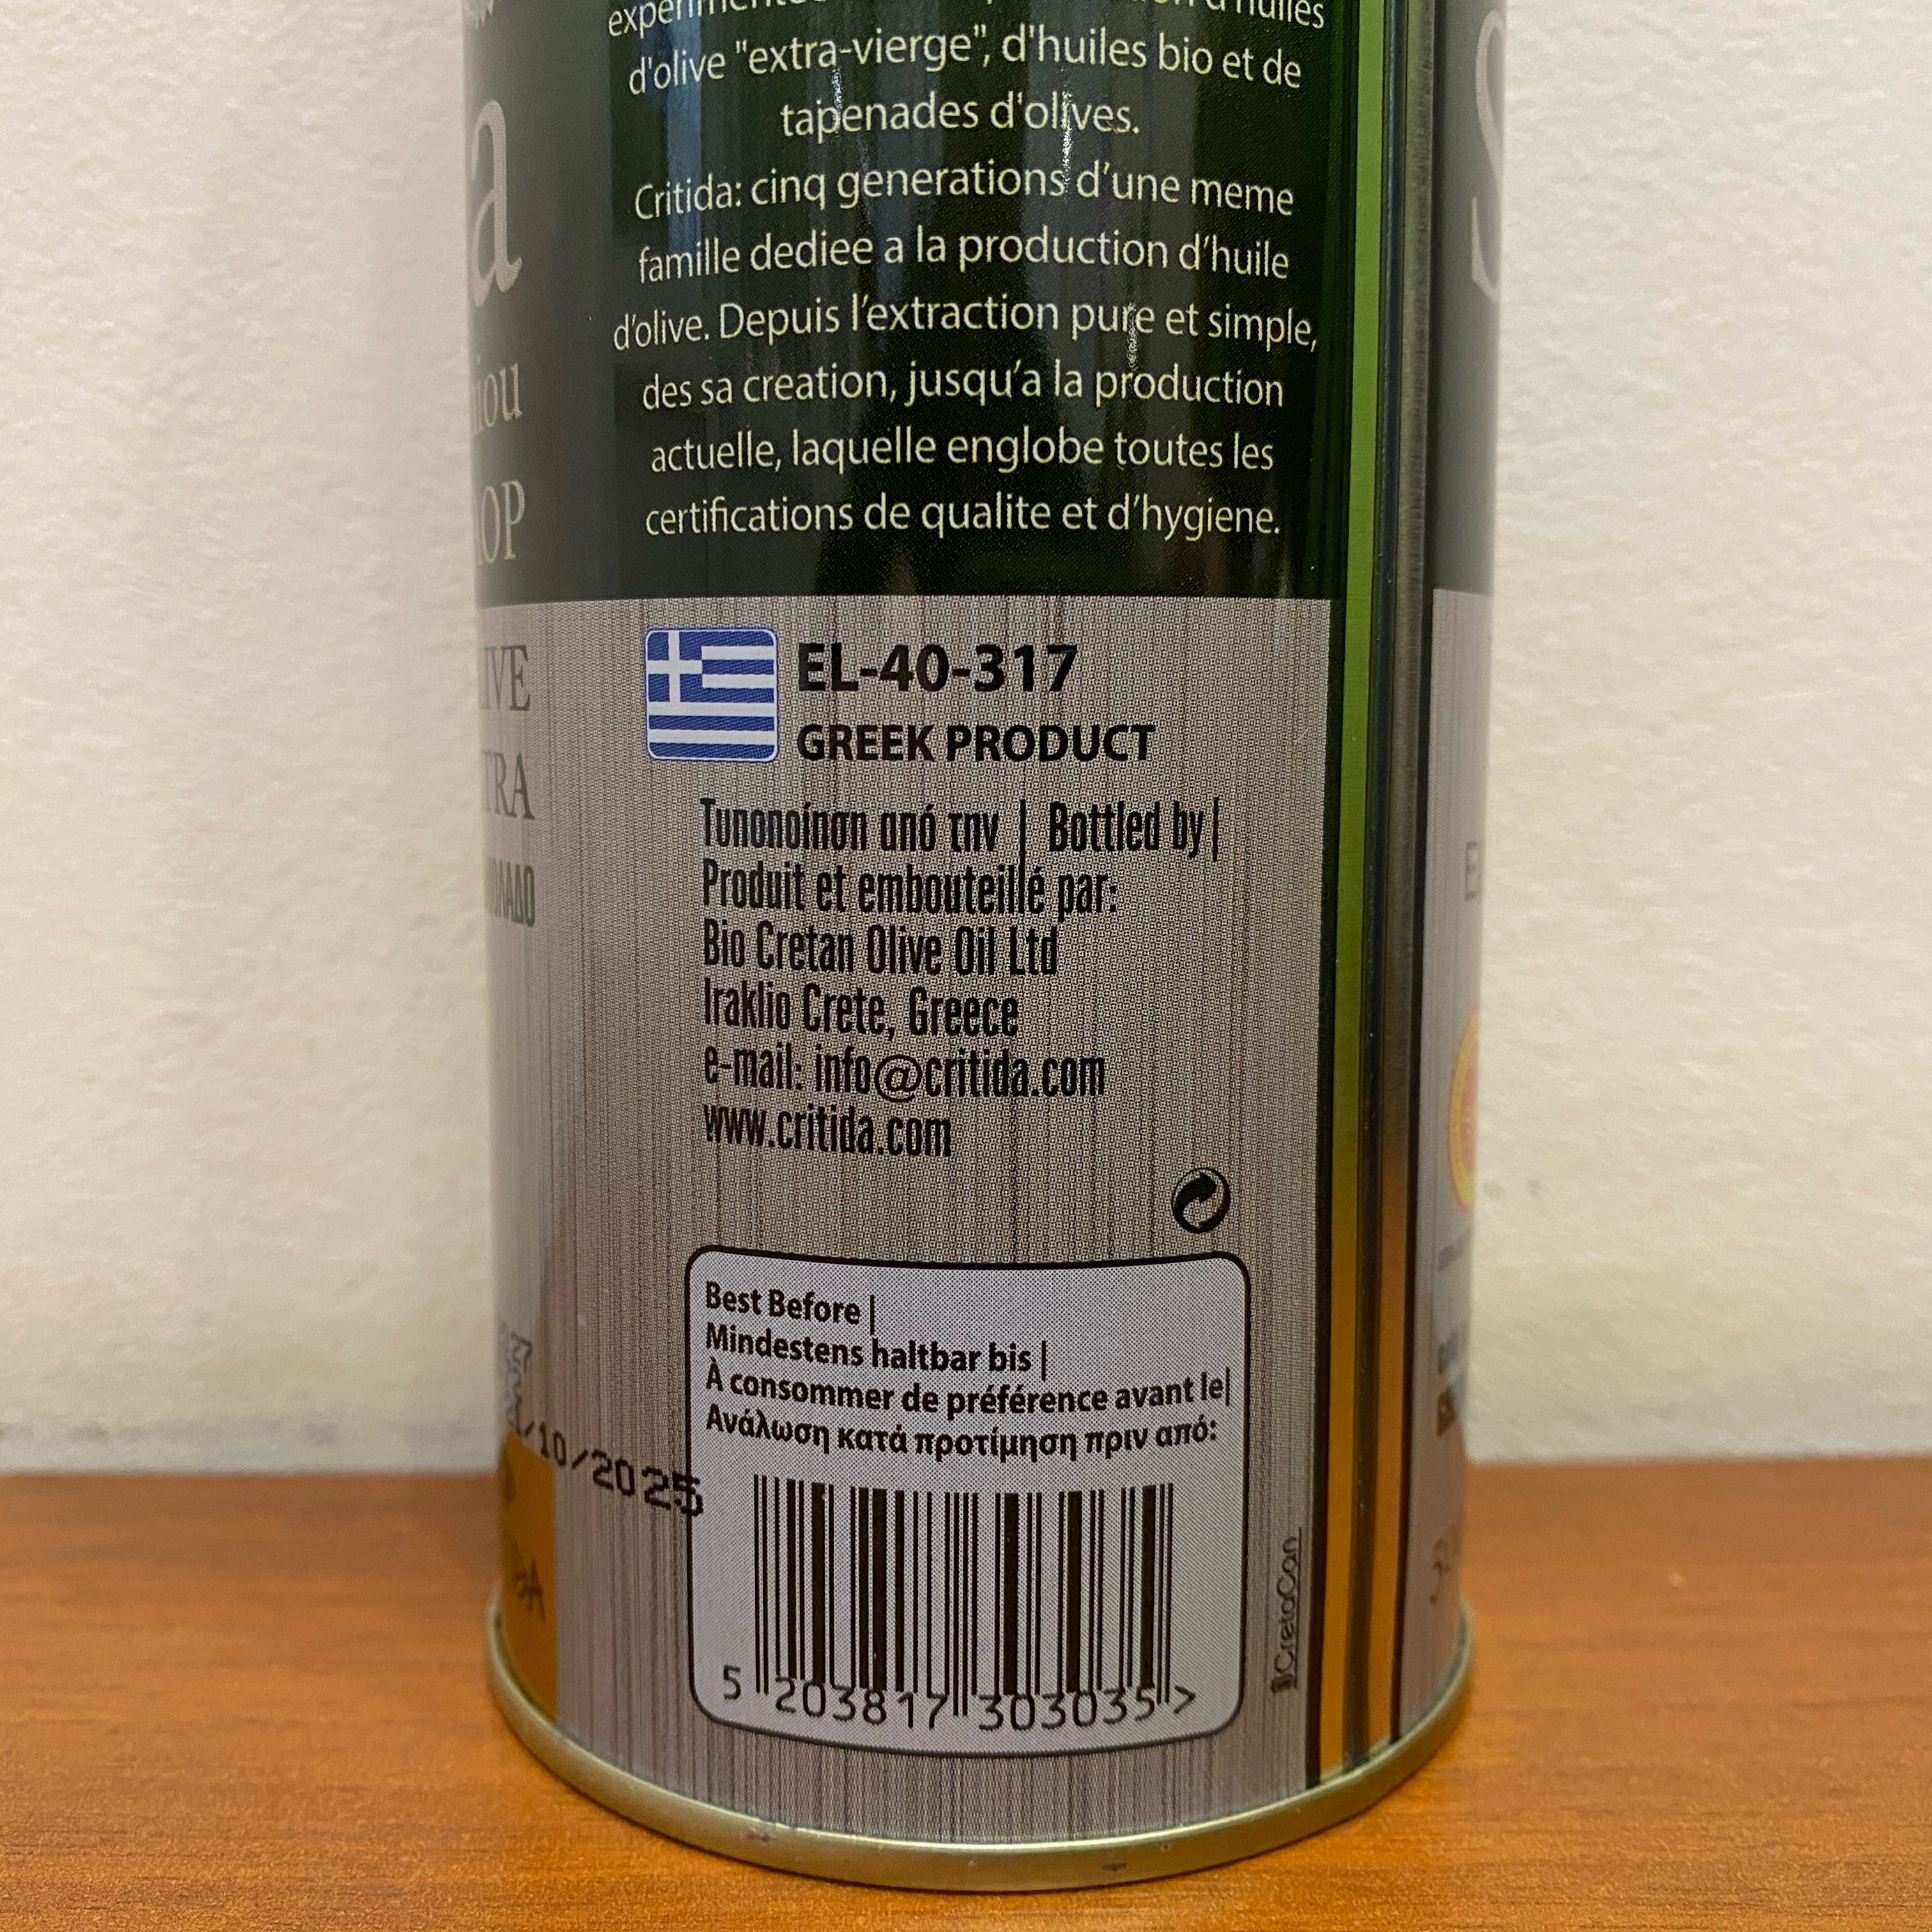 d'olive "extra-vierge", d'huiles bio et de
tapenades d'olives.
Critida: cinq generations d'une meme
famille dediee a la production d'huile
d'olive. Depuis l'extraction pure et simple,
des sa creation, jusqu'a la production
actuelle, laquelle englobe toutes les
certifications de qualite et d'hygiene.
EL-40-317
GREEK PRODUCT
Τυποποίηση από την | Bottled by|
Produit et embouteillé par:
Bio Cretan Olive Oil Ltd
Iraklio Crete, Greece
e-mail: info@critida.com
www.critida.com
Best Before |
Mindestens haltbar bis |
À consommer de préférence avant le|
Ανάλωση κατά προτίμηση πριν από:
/10/2025
5 203817 303035 >
CretaCan